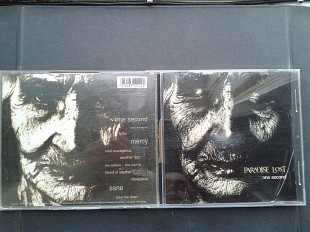 one second
mercy
soul courageous
another day
the sufferer this cold life
blood of another
disappear
sane
take me down
PARADISE LOST
one second